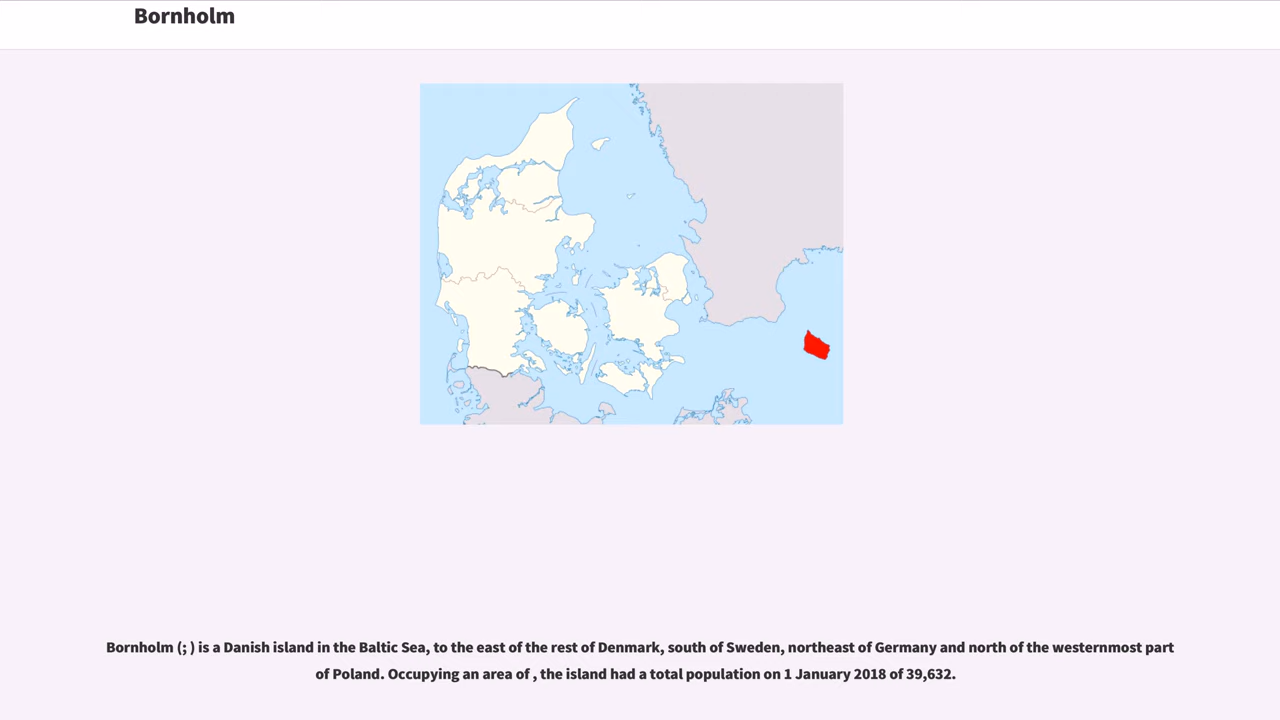 Bornholm
Bornholm (; ) is a Danish island in the Baltic Sea, to the east of the rest of Denmark, south of Sweden, northeast of Germany and north of the westernmost part
of Poland. Occupying an area of , the island had a total population on 1 January 2018 of 39,632.